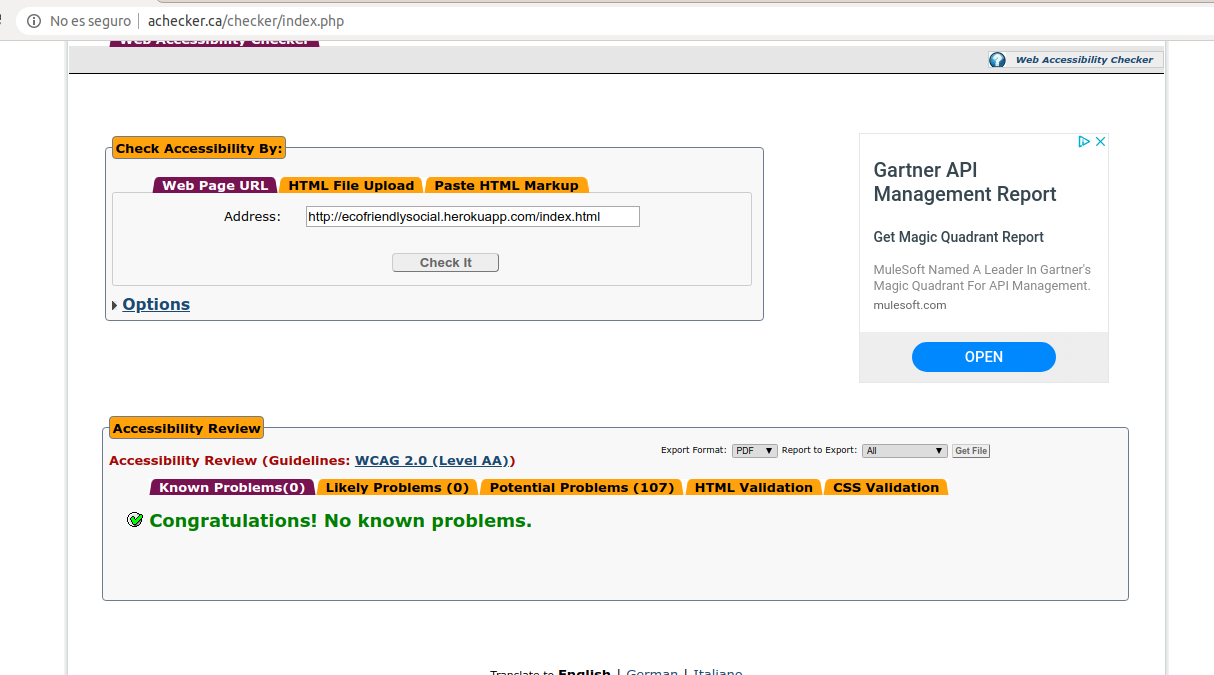 No es seguro | achecker.ca/checker/index.php
Web Accessibility Checker
Web Accessibility Checker
Check Accessibility By:
Web Page URL HTML File Upload Paste HTML Markup
Address: http://ecofriendlysocial.herokuapp.com/index.html
Check It
Options
Gartner API
Management Report
Get Magic Quadrant Report
MuleSoft Named A Leader In Gartner's
Magic Quadrant For API Management.
mulesoft.com
OPEN
Accessibility Review
Export Format: PDF Report to Export: All Get File
Accessibility Review (Guidelines: WCAG 2.0 (Level AA))
Known Problems(0) Likely Problems (0) Potential Problems (107) HTML Validation CSS Validation
Congratulations! No known problems.
Translate to English | German | Italiano